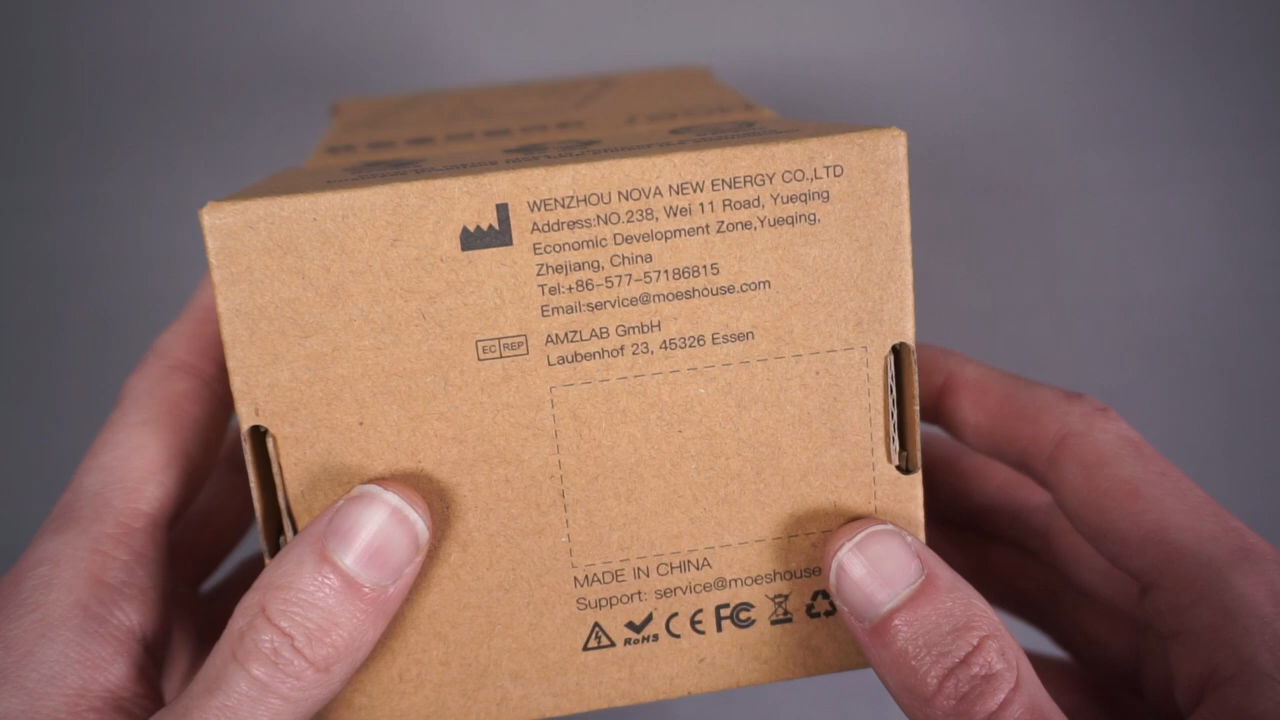 WENZHOU NOVA NEW ENERGY CO.,LTD
Address:NO.238, Wei 11 Road, Yueqing
Economic Development Zone,Yueqing,
Zhejiang, China
Tel:+86-577-57186815
Email:service@moeshouse.com
EC REP
AMZLAB GmbH
Laubenhof 23, 45326 Essen
MADE IN CHINA
Support: service@moeshouse
RoHS CE FC